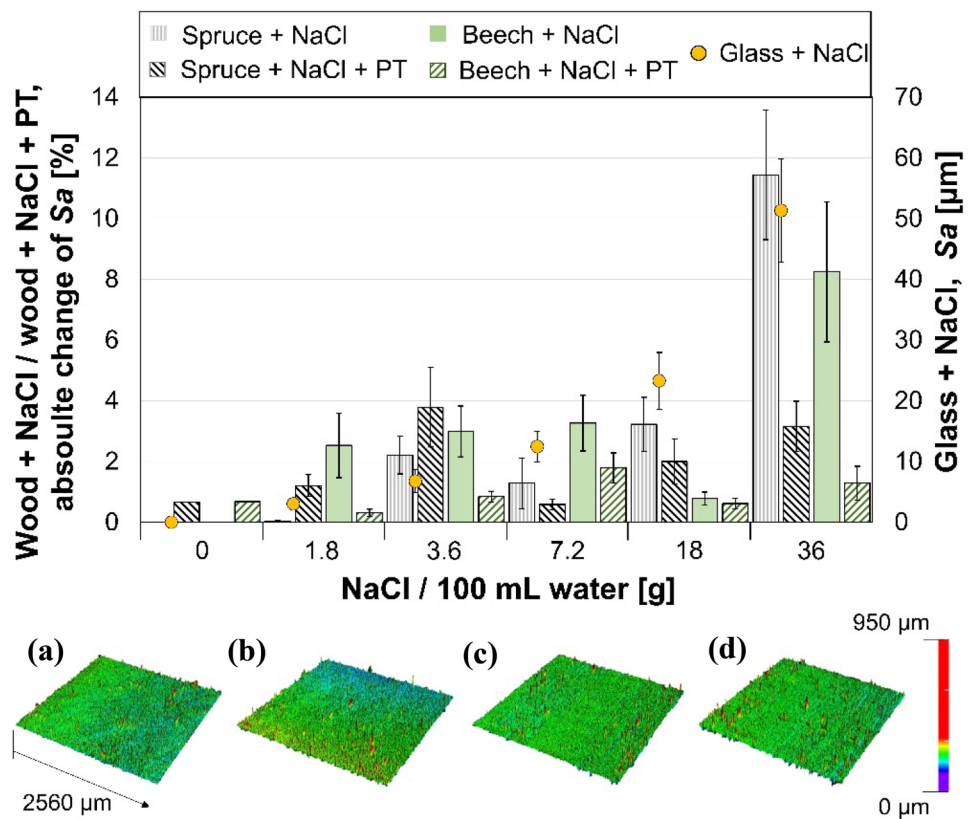 Spruce + NaCl
Beech + NaCl
Glass + NaCl
Spruce + NaCl + PT
Beech + NaCl + PT
Wood + NaCl / wood + NaCl + PT,
absoulte change of Sa [%]
14
12
10
8
6
4
2
0
70
60
50
40
30
20
10
0
Glass + NaCl, Sa [µm]
0 1.8 3.6 7.2 18 36
NaCl / 100 mL water [g]
(a) (b) (c) (d)
950 µm
0 µm
2560 µm